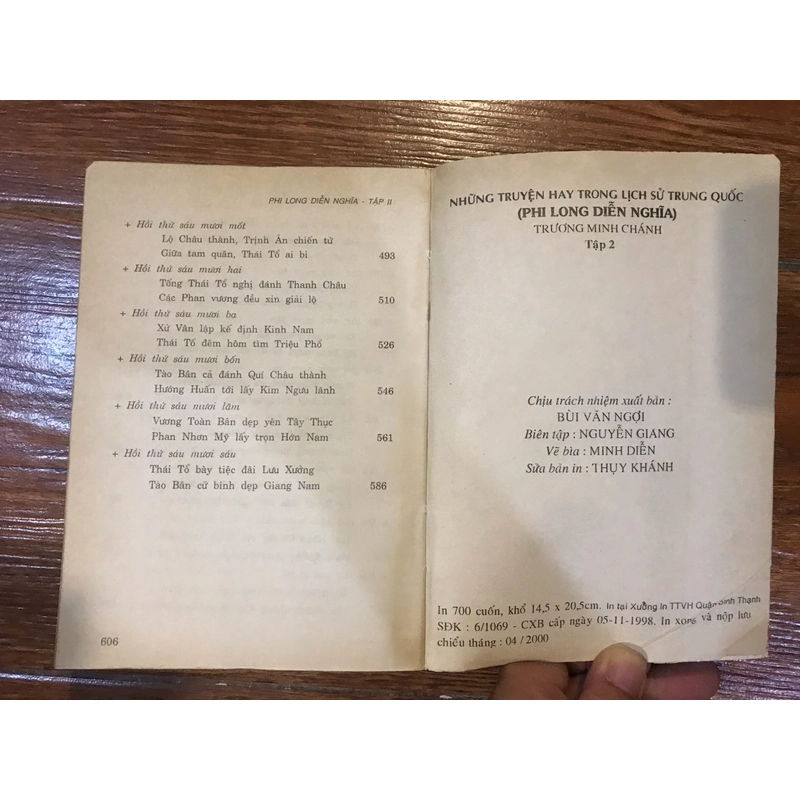 PHI LONG DIỄN NGHĨA - TẬP II
+ Hồi thứ sáu mươi mốt
Lộ Châu thành, Trịnh Ân chiến tử
Giữa tam quân, Thái Tổ ai bi 493
+ Hồi thứ sáu mươi hai
Tống Thái Tổ nghị đánh Thanh Châu
Các Phan vương đều xin giải lộ 510
+ Hồi thứ sáu mươi ba
Xử Vân lập kế định Kinh Nam
Thái Tổ đêm hôm tìm Triệu Phổ 526
+ Hồi thứ sáu mươi bốn
Tào Bân cả đánh Quí Châu thành
Hướng Huấn tới lấy Kim Ngưu lãnh 546
+ Hồi thứ sáu mươi lăm
Vương Toàn Bân dẹp yên Tây Thục
Phan Nhơn Mỹ lấy trọn Hớn Nam 561
+ Hồi thứ sáu mươi sáu
Thái Tổ bày tiệc đãi Lưu Xưởng
Tào Bân cử binh dẹp Giang Nam 586
606
NHỮNG TRUYỆN HAY TRONG LỊCH SỬ TRUNG QUỐC
(PHI LONG DIỄN NGHĨA)
TRƯƠNG MINH CHÁNH
Tập 2
Chịu trách nhiệm xuất bản :
BÙI VĂN NGỢI
Biên tập : NGUYỄN GIANG
Vẽ bìa : MINH DIỄN
Sửa bản in : THỤY KHÁNH
In 700 cuốn, khổ 14,5 x 20,5cm. In tại Xưởng In TTVH Quận Bình Thạnh
SĐK : 6/1069 - CXB cấp ngày 05-11-1998. In xong và nộp lưu
chiểu tháng : 04/2000